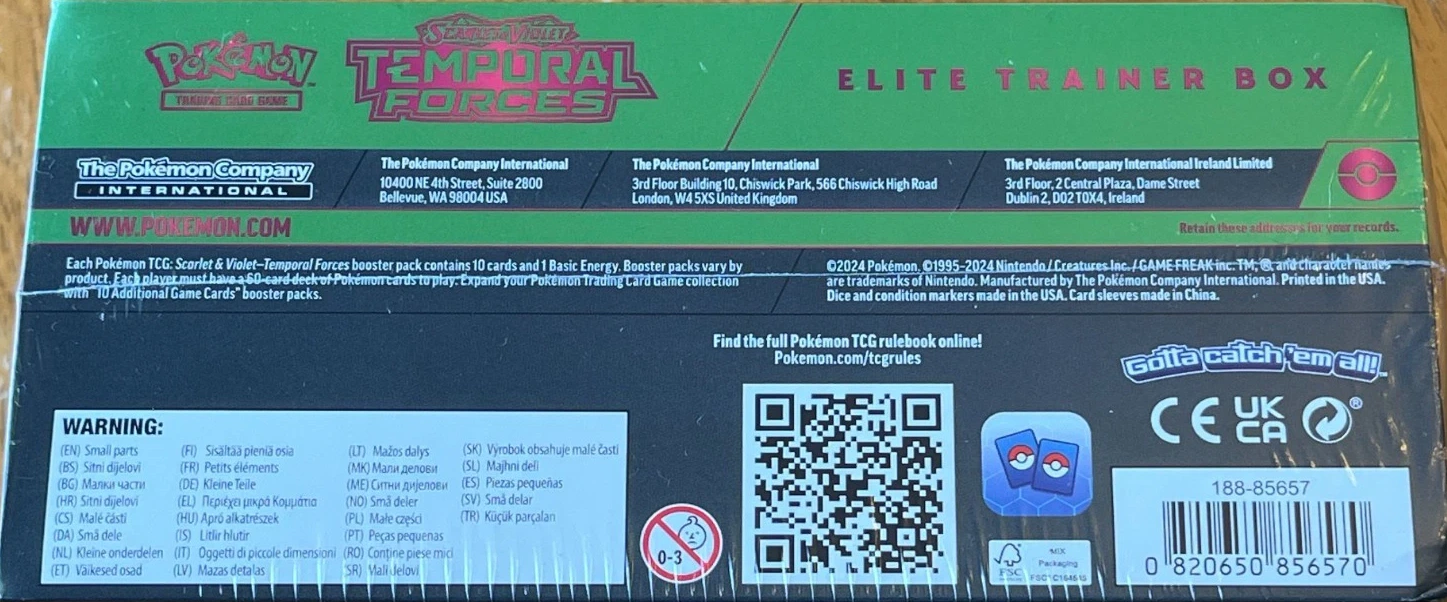 Pokémon™
TRADING CARD GAME
SCARLET & VIOLET
TEMPORAL
FORCES
ELITE TRAINER BOX
The Pokémon Company
INTERNATIONAL
The Pokémon Company International
10400 NE 4th Street, Suite 2800
Bellevue, WA 98004 USA
The Pokémon Company International
3rd Floor Building 10, Chiswick Park, 566 Chiswick High Road
London, W4 5XS United Kingdom
The Pokémon Company International Ireland Limited
3rd Floor, 2 Central Plaza, Dame Street
Dublin 2, D02 T0X4, Ireland
WWW.POKEMON.COM
Retain these addresses for your records.
Each Pokémon TCG: Scarlet & Violet–Temporal Forces booster pack contains 10 cards and 1 Basic Energy. Booster packs vary by
product. Each player must have a 60-card deck of Pokémon cards to play. Expand your Pokémon Trading Card Game collection
with "10 Additional Game Cards" booster packs.
©2024 Pokémon. ©1995–2024 Nintendo / Creatures Inc. / GAME FREAK inc. TM, ®, and character names
are trademarks of Nintendo. Manufactured by The Pokémon Company International. Printed in the USA.
Dice and condition markers made in the USA. Card sleeves made in China.
Find the full Pokémon TCG rulebook online!
Pokemon.com/tcgrules
Gotta catch 'em all!™
WARNING:
(EN) Small parts
(BS) Sitni dijelovi
(BG) Малки части
(HR) Sitni dijelovi
(CS) Malé části
(DA) Små dele
(NL) Kleine onderdelen
(ET) Väikesed osad
(FI) Sisältää pieniä osia
(FR) Petits éléments
(DE) Kleine Teile
(EL) Περιέχει μικρά Κομμάτια
(HU) Apró alkatrészek
(IS) Litlir hlutir
(IT) Oggetti di piccole dimensioni
(LV) Mazas detaļas
(LT) Mažos dalys
(MK) Мали делови
(ME) Ситни дијелови
(NO) Små deler
(PL) Małe części
(PT) Peças pequenas
(RO) Conține piese mici
(SR) Mali delovi
(SK) Výrobok obsahuje malé časti
(SL) Majhni deli
(ES) Piezas pequeñas
(SV) Små delar
(TR) Küçük parçaları
0-3
CE
UK
CA
®
FSC
MIX
Packaging
188-85657
0 820650 856570